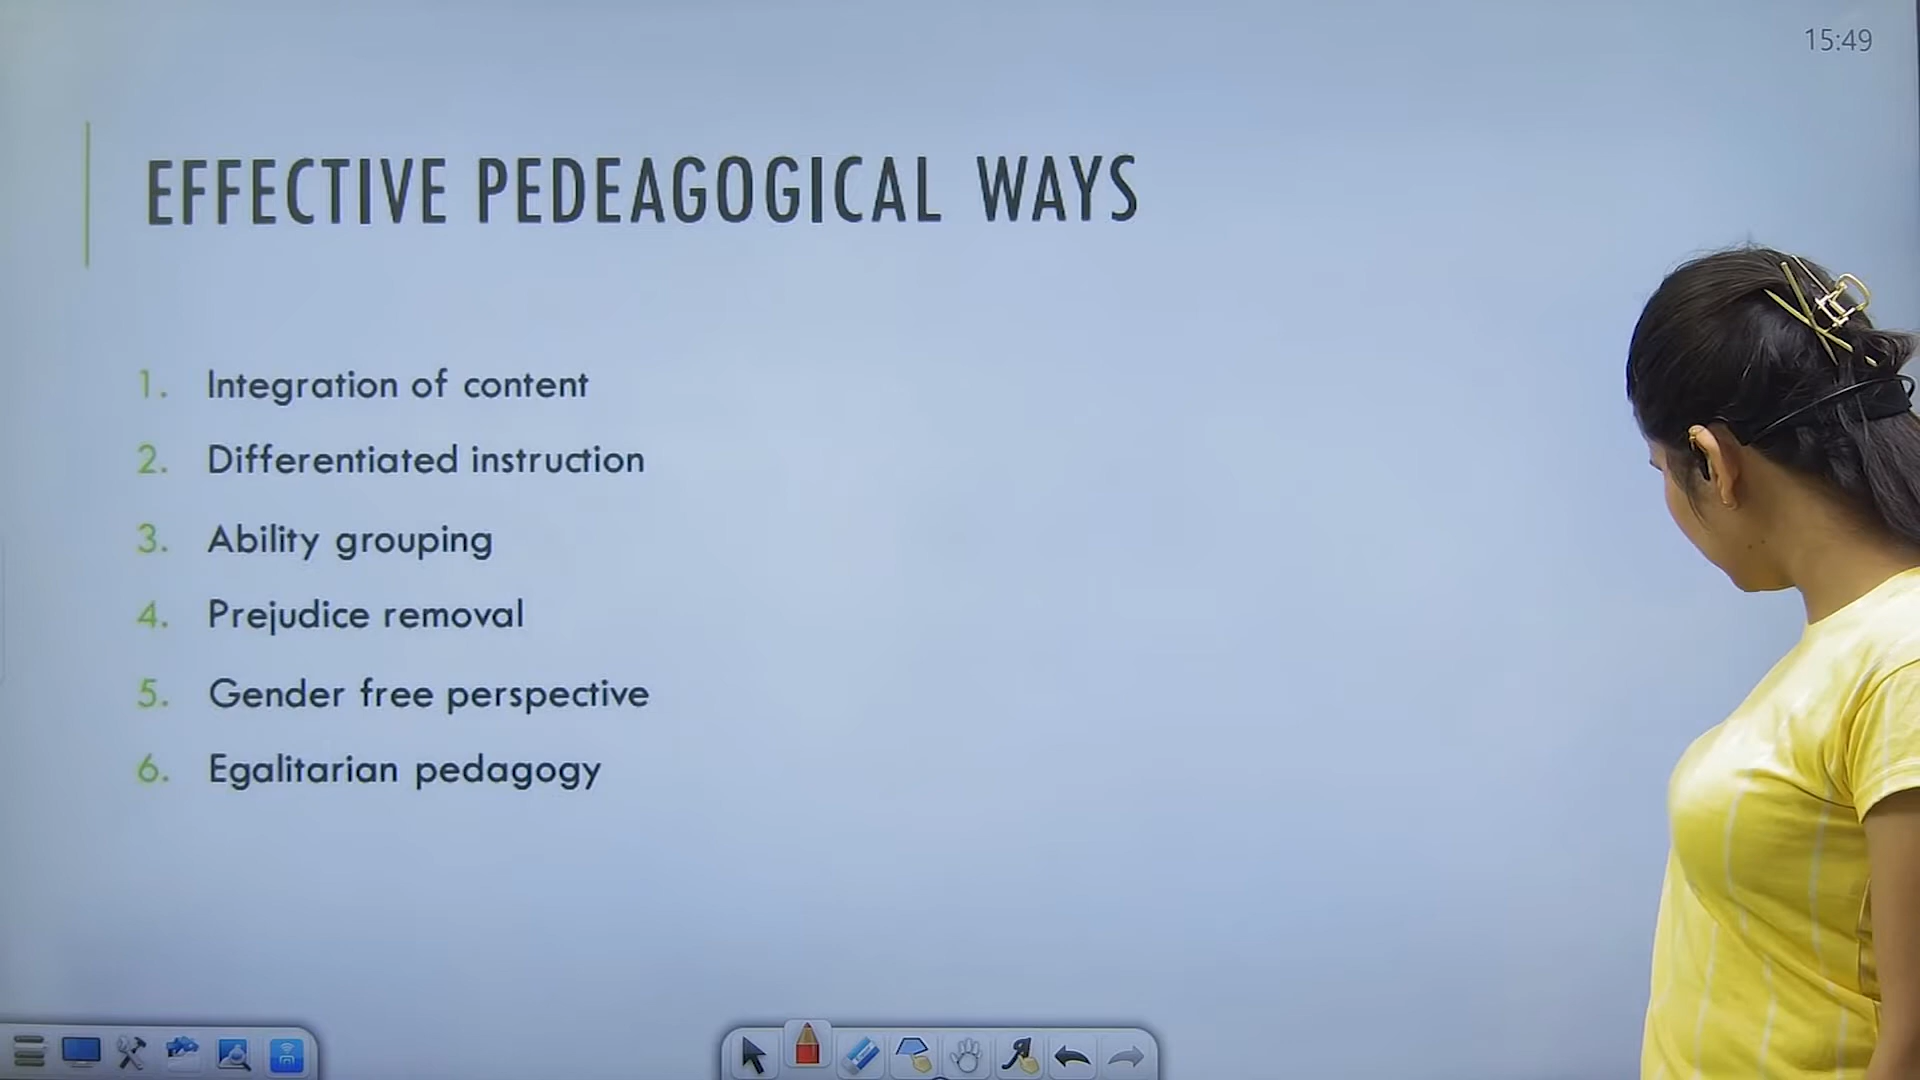 15:49
EFFECTIVE PEDEAGOGICAL WAYS
1. Integration of content
2. Differentiated instruction
3. Ability grouping
4. Prejudice removal
5. Gender free perspective
6. Egalitarian pedagogy